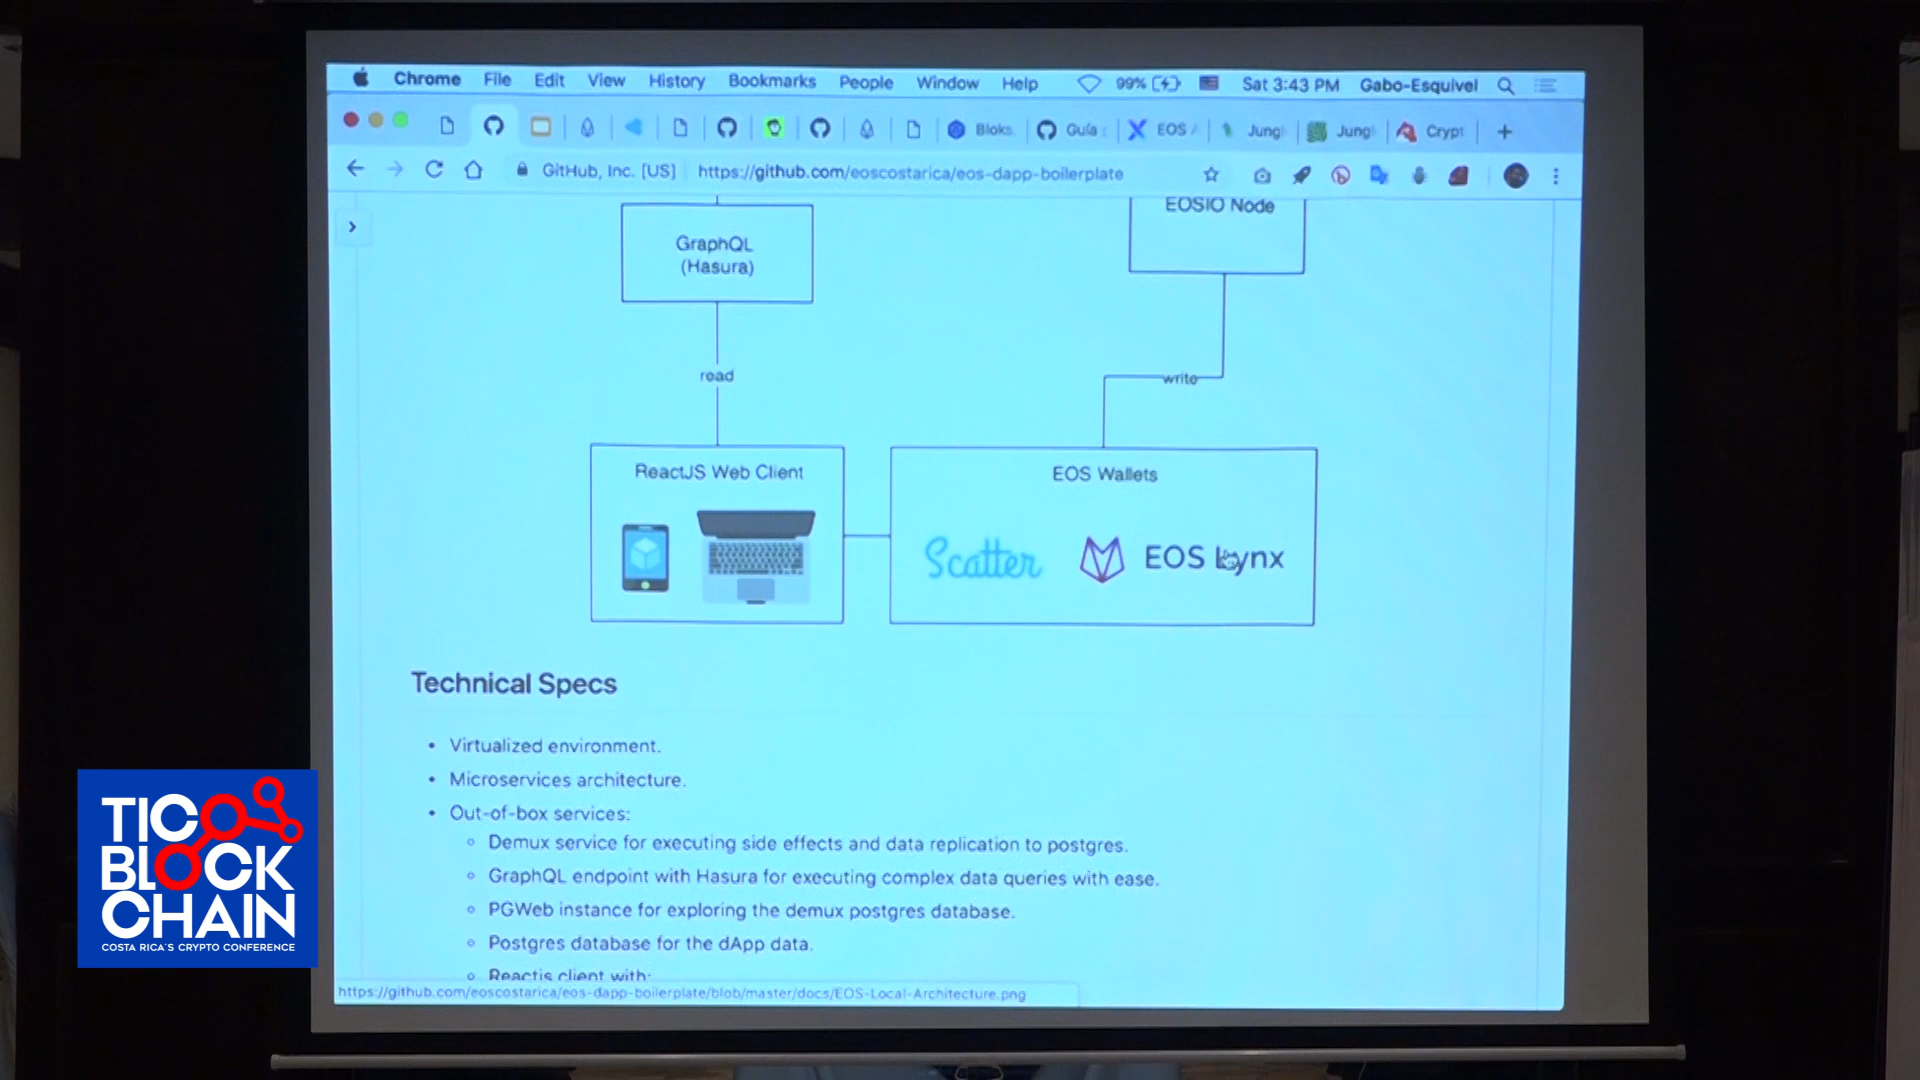 Chrome File Edit View History Bookmarks People Window Help 99% Sat 3:43 PM Gabo-Esquivel
Bloks Guía EOS Jung Jung Crypt
GitHub, Inc. [US] https://github.com/eoscostarica/eos-dapp-boilerplate
EOSIO Node
GraphQL
(Hasura)
read
write
ReactJS Web Client
EOS Wallets
Scatter
EOS Lynx
Technical Specs
• Virtualized environment.
• Microservices architecture.
• Out-of-box services:
◦ Demux service for executing side effects and data replication to postgres.
◦ GraphQL endpoint with Hasura for executing complex data queries with ease.
◦ PGWeb instance for exploring the demux postgres database.
◦ Postgres database for the dApp data.
◦ Reactjs client with:
https://github.com/eoscostarica/eos-dapp-boilerplate/blob/master/docs/EOS-Local-Architecture.png
TICO
BLOCK
CHAIN
COSTA RICA'S CRYPTO CONFERENCE